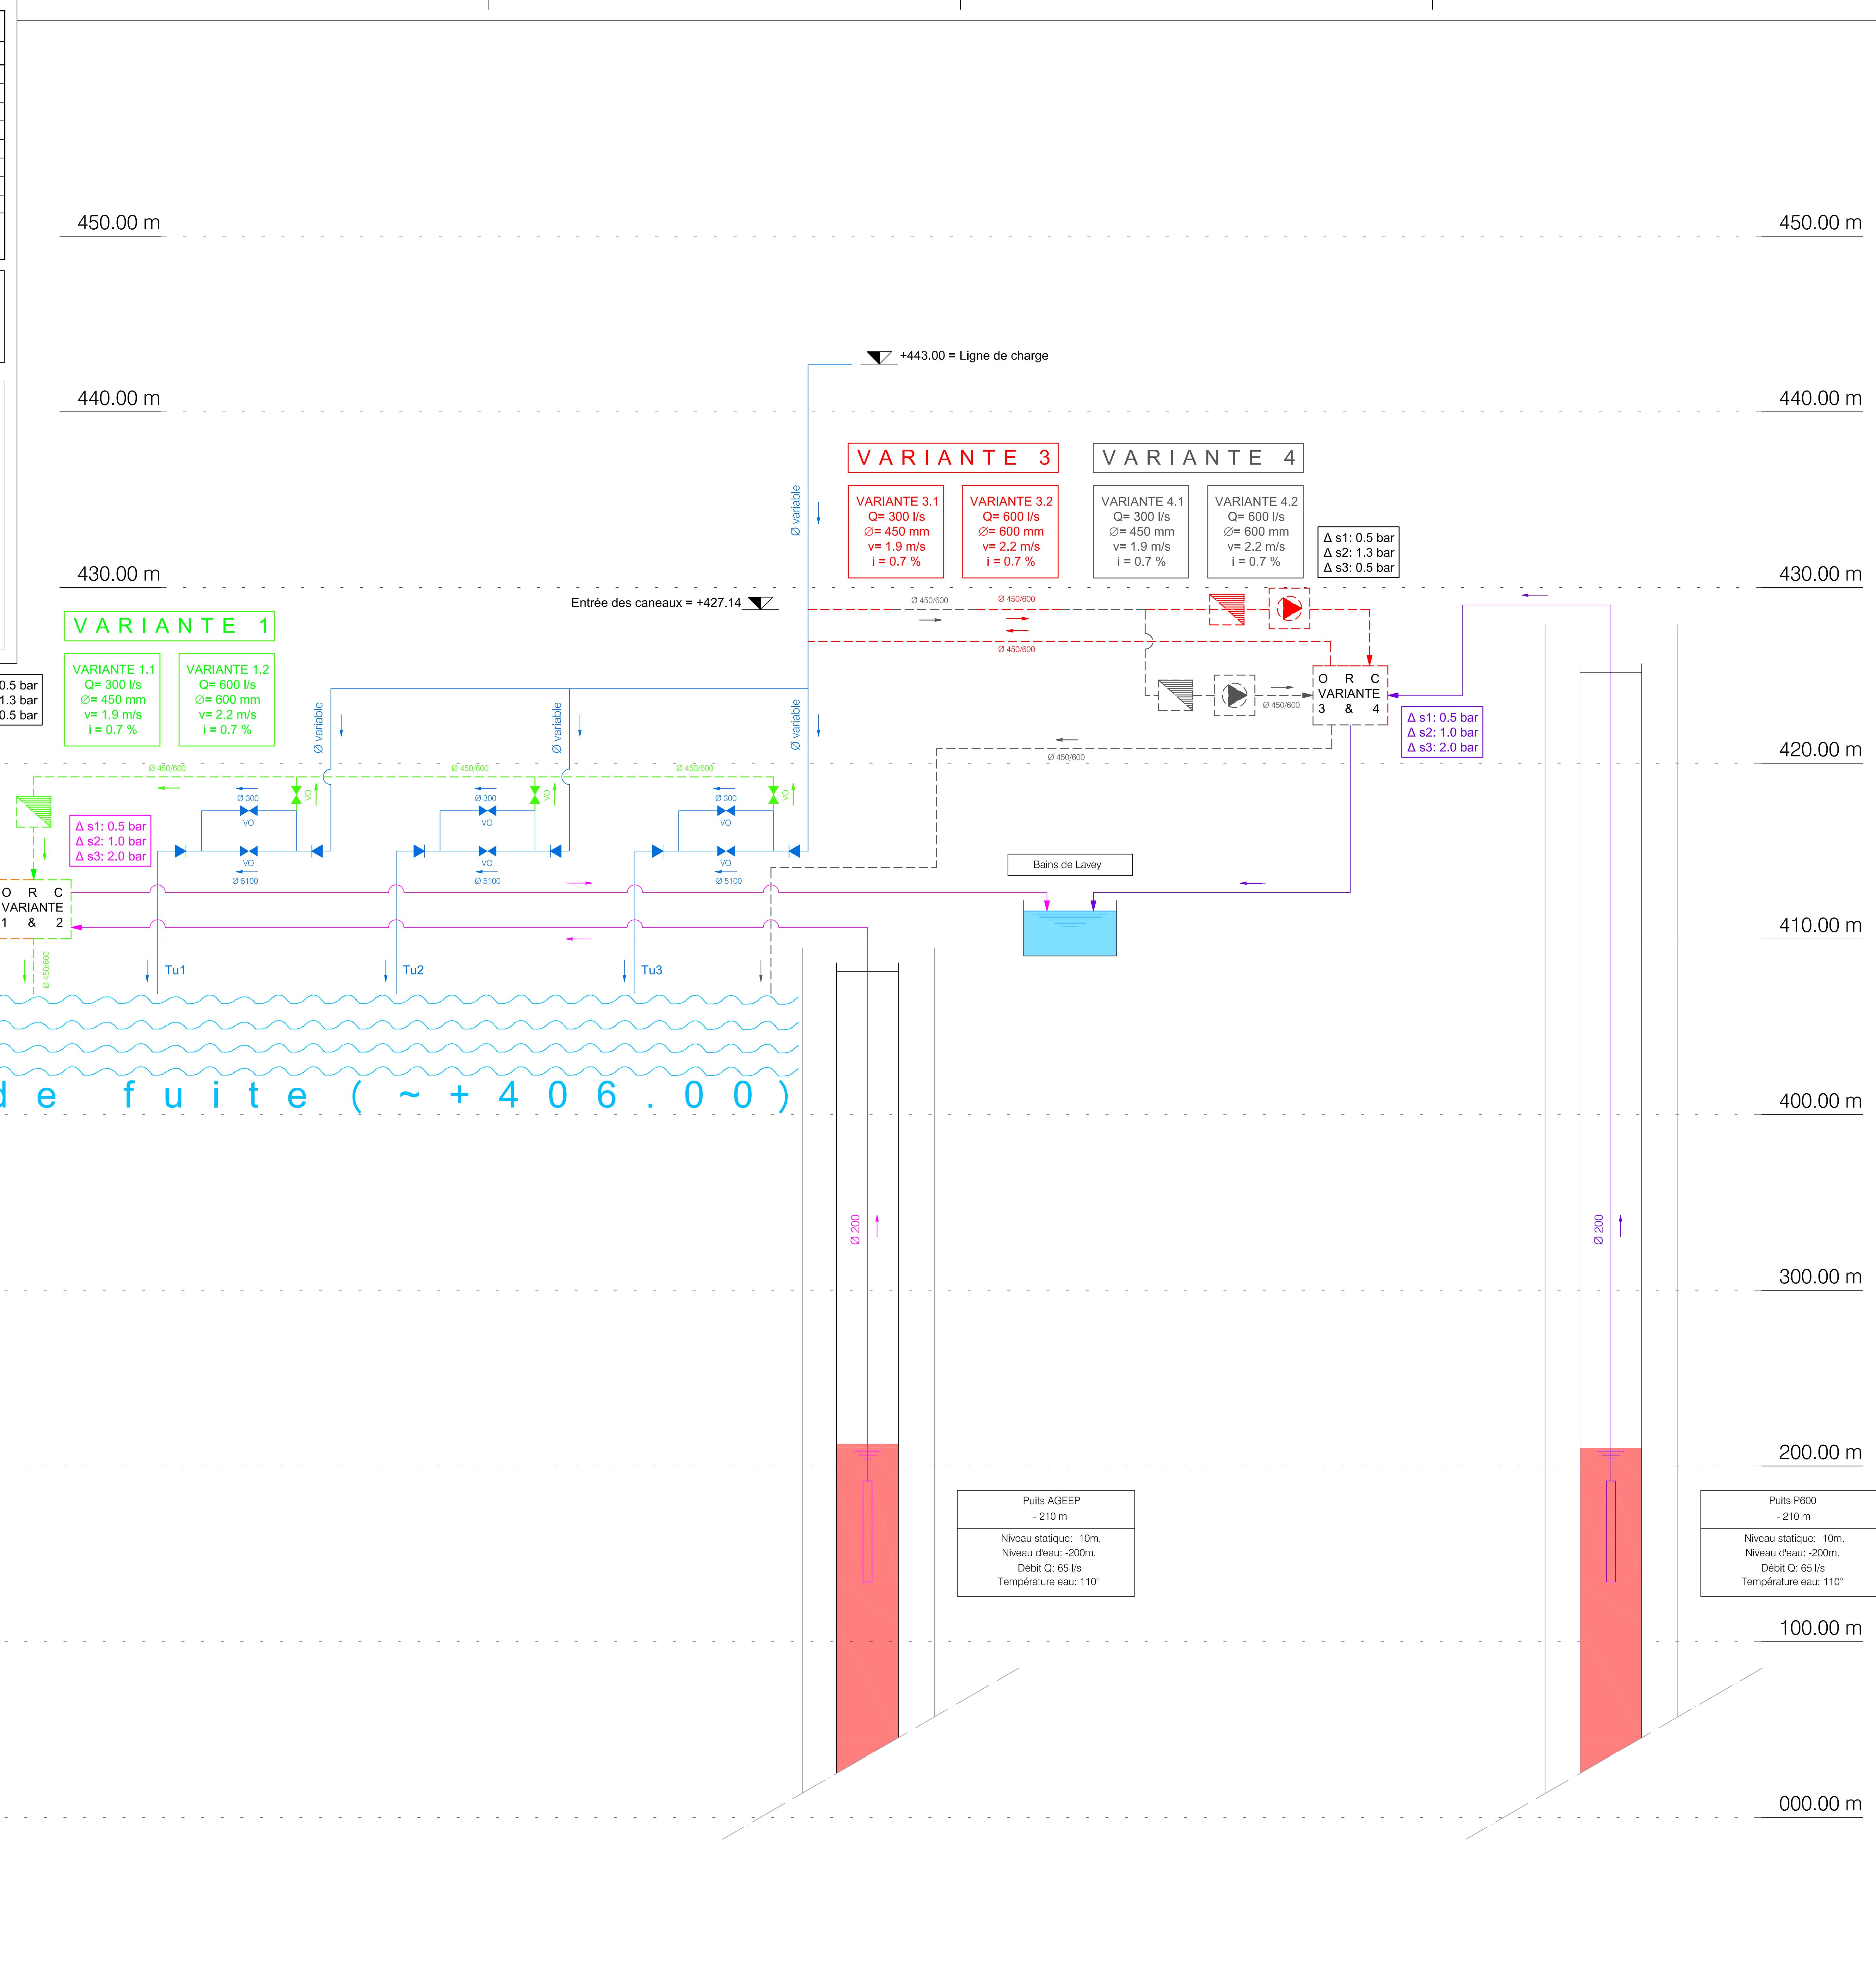 450.00 m
450.00 m
+443.00 = Ligne de charge
440.00 m
440.00 m
VARIANTE 3
VARIANTE 4
Ø variable
VARIANTE 3.1
Q= 300 l/s
∅= 450 mm
v= 1.9 m/s
i = 0.7 %
VARIANTE 3.2
Q= 600 l/s
∅= 600 mm
v= 2.2 m/s
i = 0.7 %
VARIANTE 4.1
Q= 300 l/s
∅= 450 mm
v= 1.9 m/s
i = 0.7 %
VARIANTE 4.2
Q= 600 l/s
∅= 600 mm
v= 2.2 m/s
i = 0.7 %
Δ s1: 0.5 bar
Δ s2: 1.3 bar
Δ s3: 0.5 bar
430.00 m
430.00 m
Entrée des caneaux = +427.14
Ø 450/600
Ø 450/600
Ø 450/600
VARIANTE 1
VARIANTE 1.1
Q= 300 l/s
∅= 450 mm
v= 1.9 m/s
i = 0.7 %
VARIANTE 1.2
Q= 600 l/s
∅= 600 mm
v= 2.2 m/s
i = 0.7 %
0.5 bar
1.3 bar
0.5 bar
O R C
VARIANTE
3 & 4
Ø 450/600
Δ s1: 0.5 bar
Δ s2: 1.0 bar
Δ s3: 2.0 bar
Ø variable
Ø variable
Ø variable
Ø 450/600
420.00 m
Ø 450/600
Ø 450/600
Ø 450/600
Ø 300
VO
VO
Ø 300
VO
VO
Ø 300
VO
VO
Δ s1: 0.5 bar
Δ s2: 1.0 bar
Δ s3: 2.0 bar
VO
Ø 5100
VO
Ø 5100
VO
Ø 5100
Bains de Lavey
O R C
VARIANTE
1 & 2
410.00 m
Ø 450/600
Tu1
Tu2
Tu3
de fuite (~+406.00)
400.00 m
Ø 200
Ø 200
300.00 m
200.00 m
Puits AGEEP
- 210 m
Niveau statique: -10m.
Niveau d'eau: -200m.
Débit Q: 65 l/s
Température eau: 110°
Puits P600
- 210 m
Niveau statique: -10m.
Niveau d'eau: -200m.
Débit Q: 65 l/s
Température eau: 110°
100.00 m
000.00 m